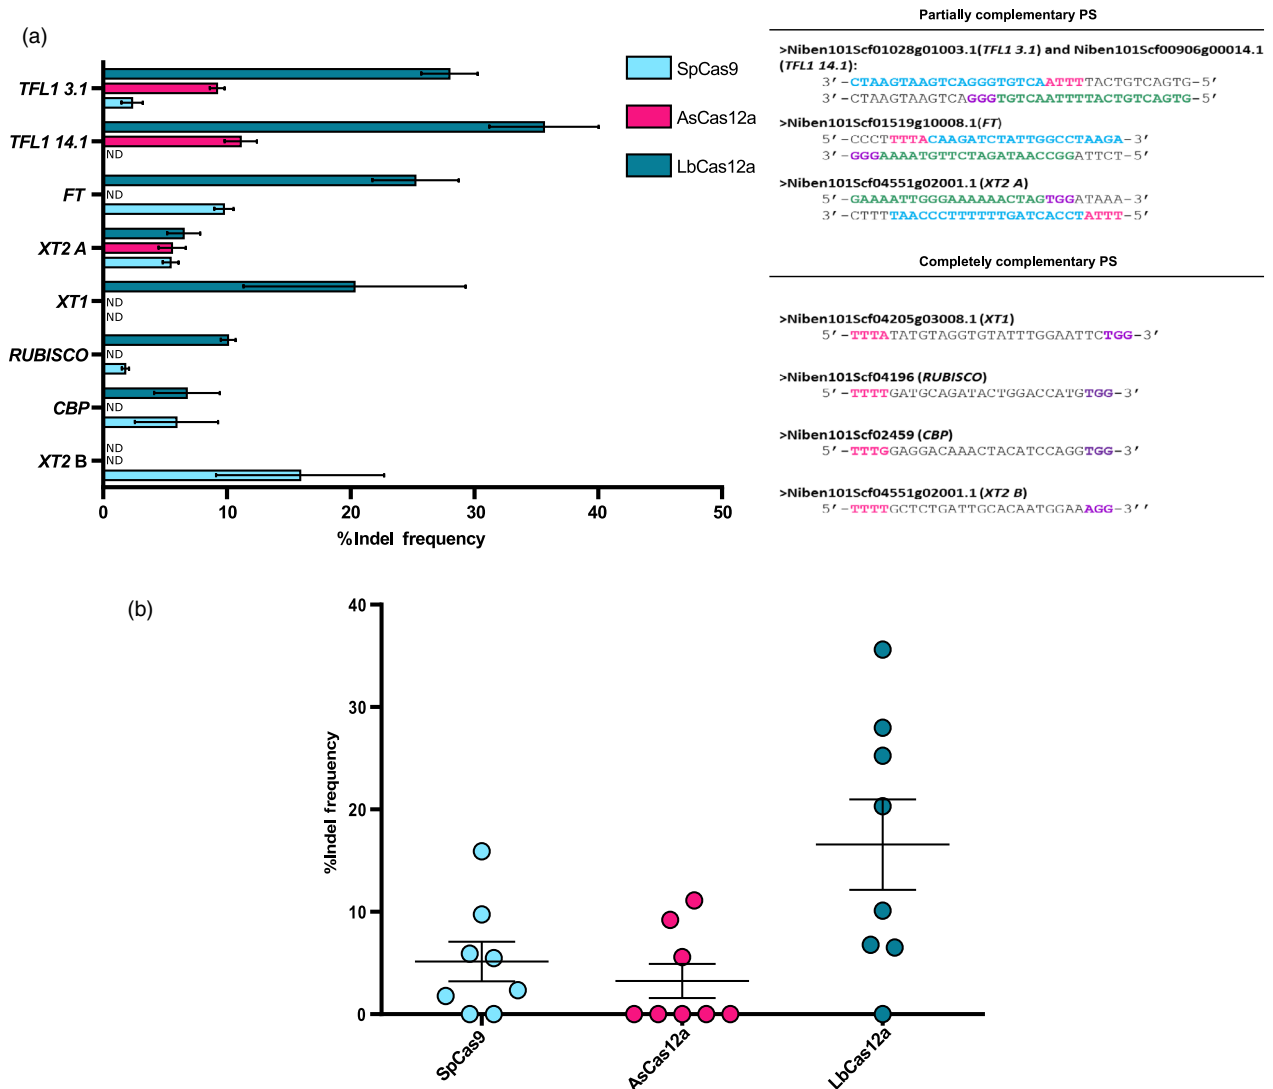 (a)
TFL1 3.1
TFL1 14.1
ND
FT
ND
XT2 A
XT1
ND
ND
RUBISCO
ND
CBP
ND
XT2 B
ND
ND
0 10 20 30 40 50
%Indel frequency
SpCas9
AsCas12a
LbCas12a
Partially complementary PS
>Niben101Scf01028g01003.1(TFL1 3.1) and Niben101Scf00906g00014.1
(TFL1 14.1):
3′-CTAAGTAAGTCAGGGTGTCAATTTTACTGTCAGTG-5′
3′-CTAAGTAAGTCAGGGTGTCAATTTTACTGTCAGTG-5′
>Niben101Scf01519g10008.1(FT)
5′-CCCTTTTACAAGATCTATTGGCCTAAGA-3′
3′-GGGAAAATGTTCTAGATAACCGGATTCT-5′
>Niben101Scf04551g02001.1(XT2 A)
5′-GAAAATTGGGAAAAAACTAGTGGATAAA-3′
3′-CTTTTAACCCTTTTTTGATCACCTATTT-5′
Completely complementary PS
>Niben101Scf04205g03008.1 (XT1)
5′-TTTATATGTAGGTGTATTTGGAATTCTGG-3′
>Niben101Scf04196 (RUBISCO)
5′-TTTTGATGCAGATACTGGACCATGTGG-3′
>Niben101Scf02459 (CBP)
5′-TTTGGAGGACAAACTACATCCAGGTGG-3′
>Niben101Scf04551g02001.1 (XT2 B)
5′-TTTTGCTCTGATTGCACAATGGAAAGG-3′′
(b)
40
30
20
10
0
%Indel frequency
SpCas9
AsCas12a
LbCas12a